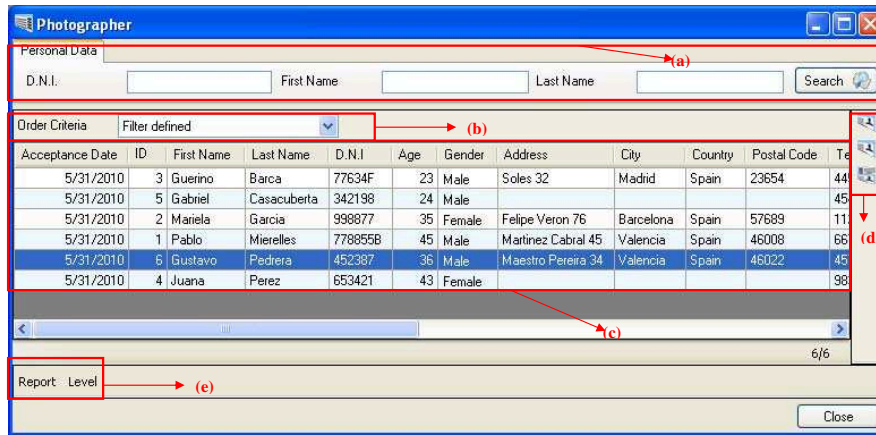 Photographer
Personal Data
(a)
D.N.I. First Name Last Name Search
Order Criteria Filter defined (b)
Acceptance Date ID First Name Last Name D.N.I Age Gender Address City Country Postal Code Te
5/31/2010 3 Guerino Barca 77634F 23 Male Soles 32 Madrid Spain 23654 445
5/31/2010 5 Gabriel Casacuberta 342198 24 Male
5/31/2010 2 Mariela Garcia 998877 35 Female Felipe Veron 76 Barcelona Spain 57689 112
5/31/2010 1 Pablo Mierelles 778855B 45 Male Martinez Cabral 45 Valencia Spain 46008 667
5/31/2010 6 Gustavo Pedrera 452387 36 Male Maestro Pereira 34 Valencia Spain 46022
5/31/2010 4 Juana Perez 653421 43 Female
(d
(c)
6/6
Report Level (e)
Close